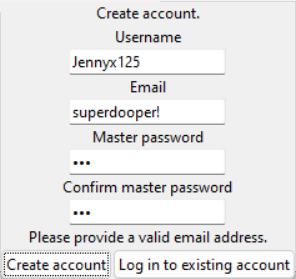 Create account.
Username
Jennyx125
Email
superdooper!
Master password
•••
Confirm master password
•••
Please provide a valid email address.
Create account Log in to existing account